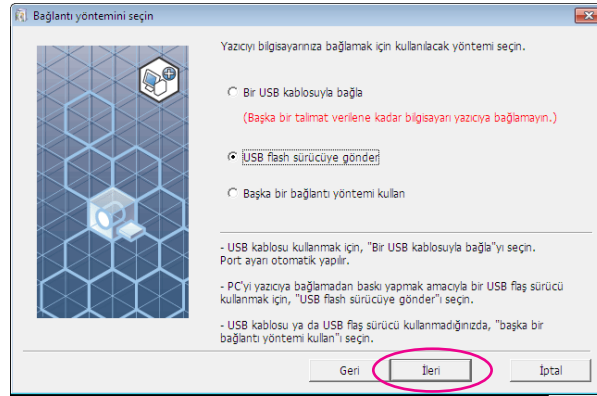 Bağlantı yöntemini seçin
Yazıcıyı bilgisayarınıza bağlamak için kullanılacak yöntemi seçin.
Bir USB kablosuyla bağla
(Başka bir talimat verilene kadar bilgisayarı yazıcıya bağlamayın.)
USB flash sürücüye gönder
Başka bir bağlantı yöntemi kullan
- USB kablosu kullanmak için, "Bir USB kablosuyla bağla"yı seçin.
Port ayarı otomatik yapılır.
- PC'yi yazıcıya bağlamadan baskı yapmak amacıyla bir USB flaş sürücü
kullanmak için, "USB flash sürücüye gönder"i seçin.
- USB kablosu ya da USB flaş sürücü kullanmadığınızda, "başka bir
bağlantı yöntemi kullan"ı seçin.
Geri İleri İptal